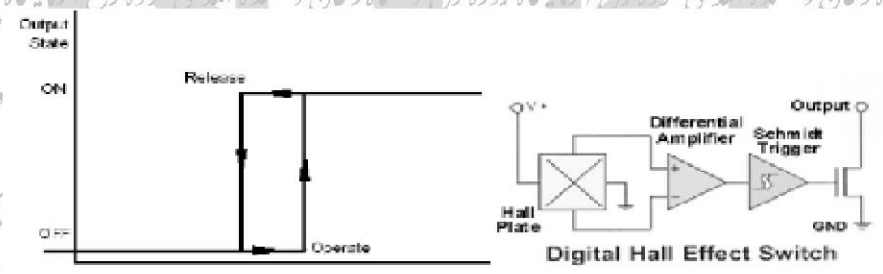 Output
State
ON
Release
OFF
Operate
V+
Hall
Plate
Differential
Amplifier
Schmidt
Trigger
Output
GND
Digital Hall Effect Switch